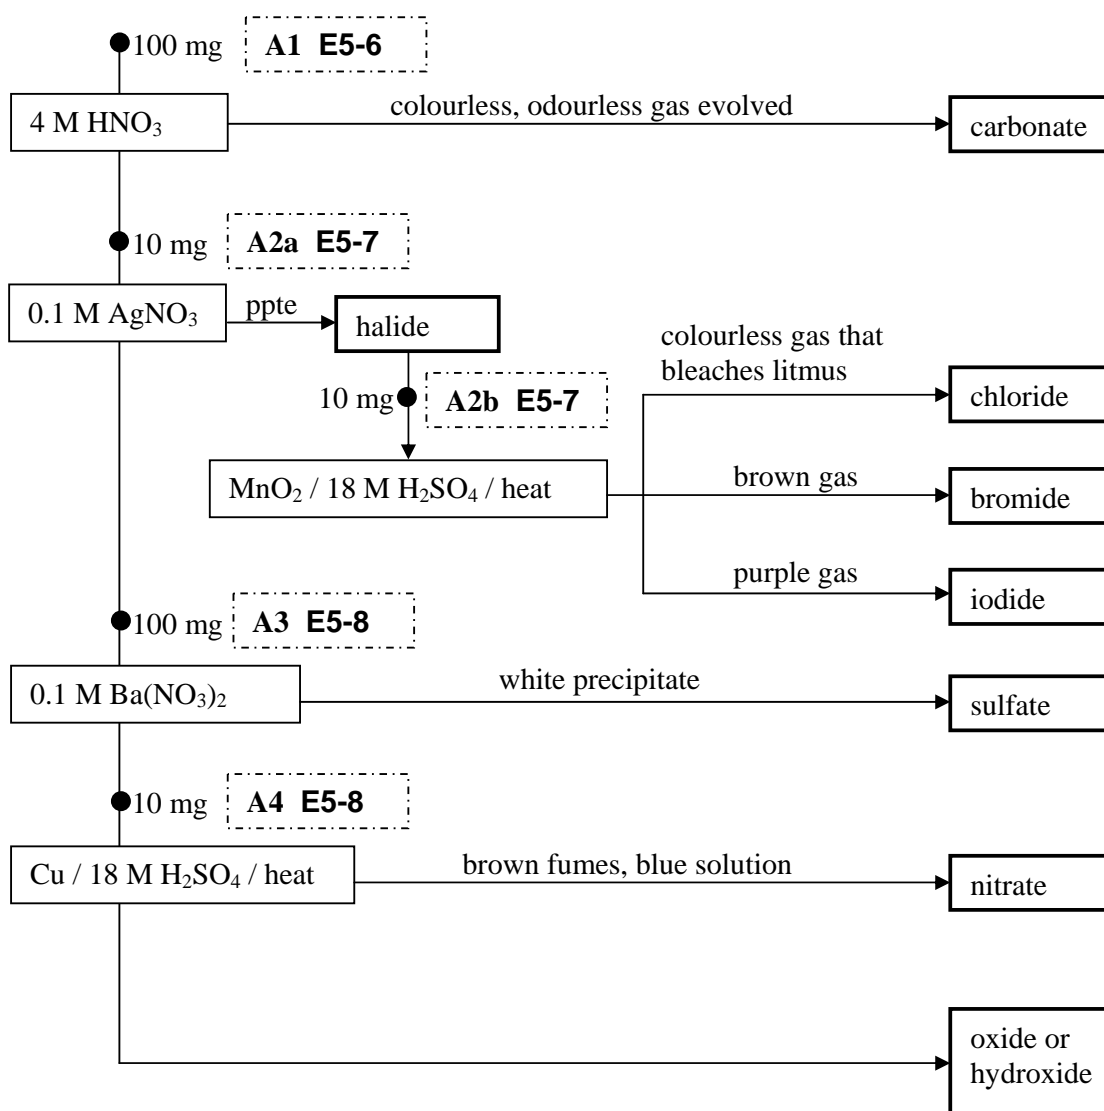 100 mg
A1 E5-6
4 M HNO₃
colourless, odourless gas evolved
carbonate
10 mg
A2a E5-7
0.1 M AgNO₃
ppte
halide
colourless gas that
bleaches litmus
chloride
10 mg
A2b E5-7
MnO₂ / 18 M H₂SO₄ / heat
brown gas
bromide
purple gas
iodide
100 mg
A3 E5-8
0.1 M Ba(NO₃)₂
white precipitate
sulfate
10 mg
A4 E5-8
Cu / 18 M H₂SO₄ / heat
brown fumes, blue solution
nitrate
oxide or
hydroxide